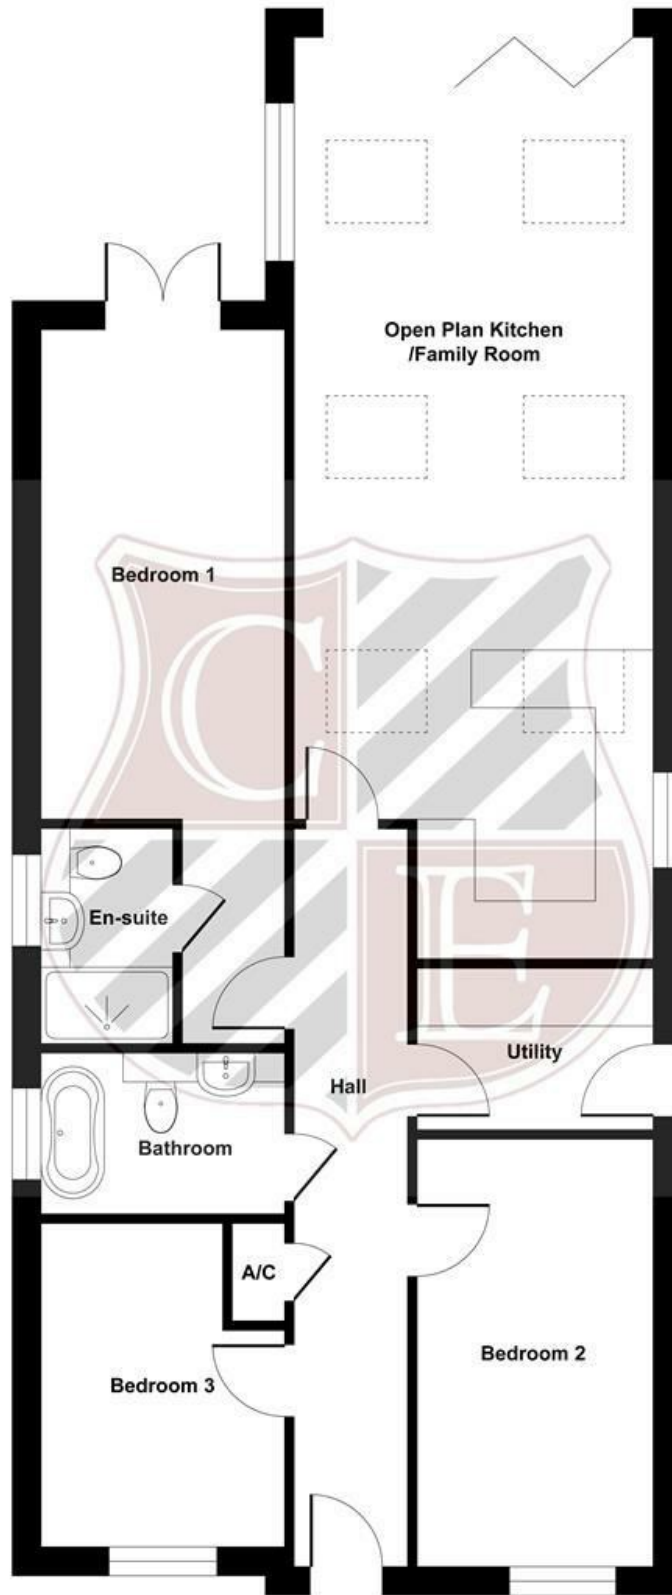 Open Plan Kitchen
/Family Room
Bedroom 1
C
En-suite
E
Utility
Hall
Bathroom
A/C
Bedroom 2
Bedroom 3